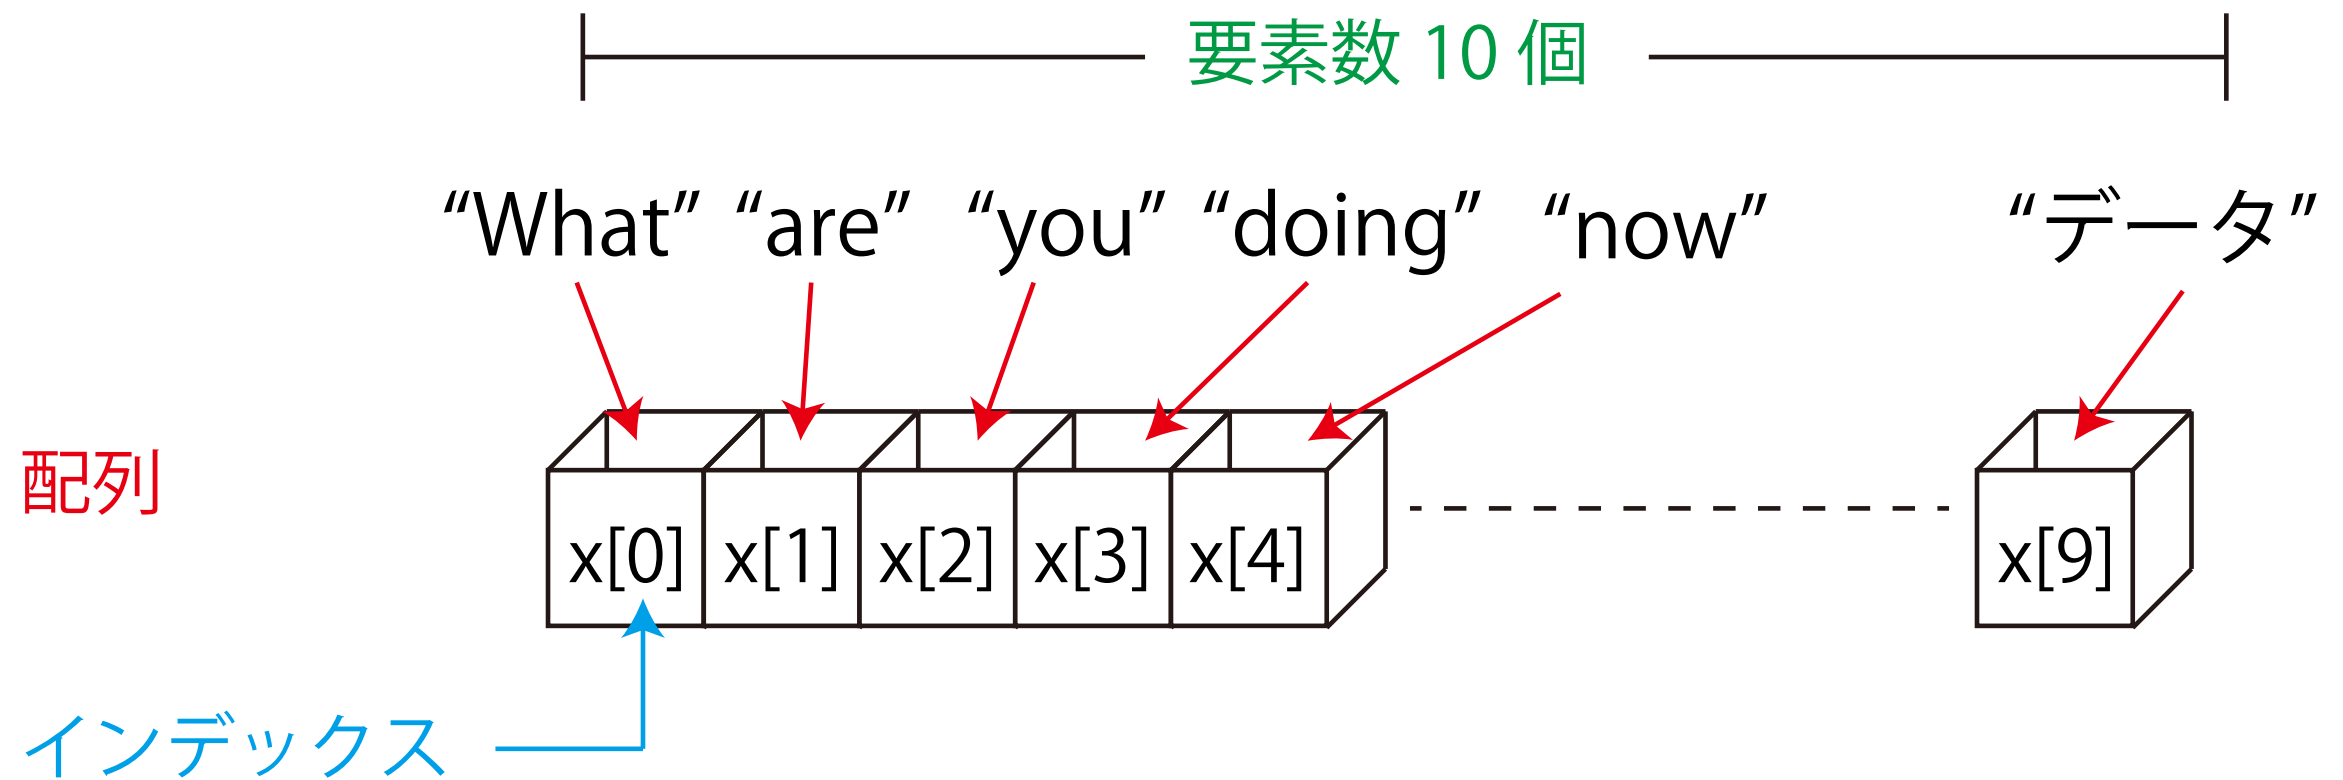 要素数 10 個
“What” “are” “you” “doing” “now” “データ”
配列
x[0] x[1] x[2] x[3] x[4] x[9]
インデックス